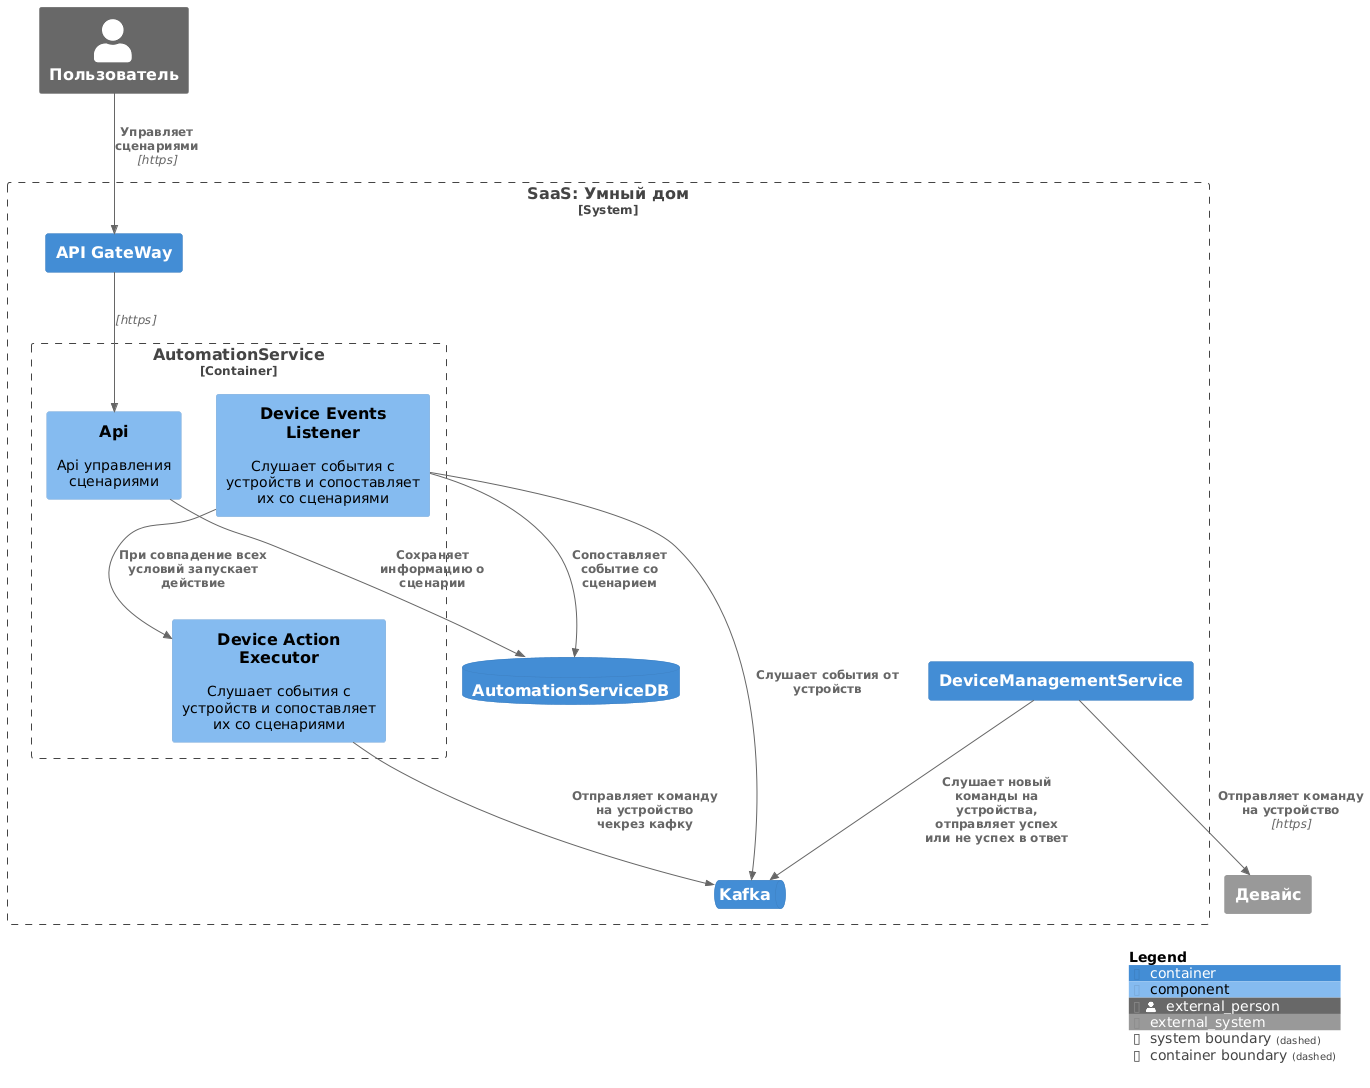 Пользователь
Управляет
сценариями
[https]
SaaS: Умный дом
[System]
API GateWay
[https]
AutomationService
[Container]
Api
Api управления
сценариями
Device Events
Listener
Слушает события с
устройств и сопоставляет
их со сценариями
При совпадение всех
условий запускает
действие
Сохраняет
информацию о
сценарии
Сопоставляет
событие со
сценарием
Device Action
Executor
Слушает события с
устройств и сопоставляет
их со сценариями
AutomationServiceDB
Слушает события от
устройств
DeviceManagementService
Отправляет команду
на устройство
чекрез кафку
Слушает новый
команды на
устройства,
отправляет успех
или не успех в ответ
Отправляет команду
на устройство
[https]
Kafka
Девайс
Legend
container
component
external_person
external_system
system boundary (dashed)
container boundary (dashed)